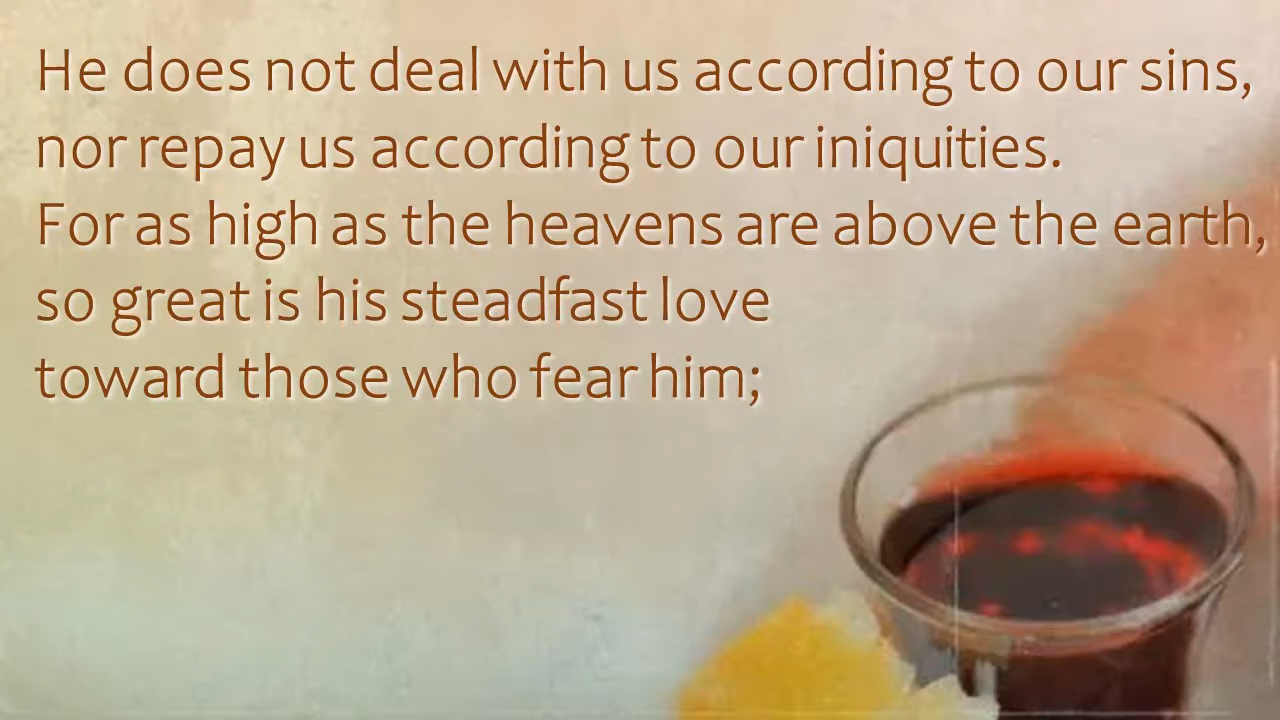 He does not deal with us according to our sins,
nor repay us according to our iniquities.
For as high as the heavens are above the earth,
so great is his steadfast love
toward those who fear him;